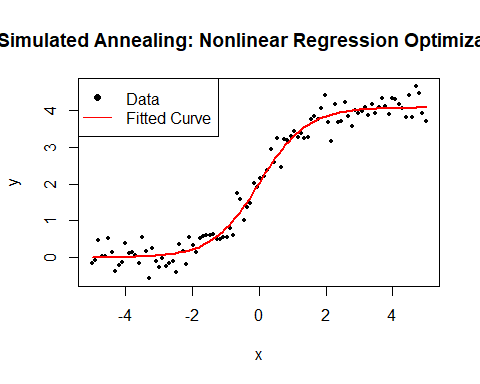 Simulated Annealing: Nonlinear Regression Optimiza
Data
Fitted Curve
4
3
2
1
0
y
-4 -2 0 2 4
x